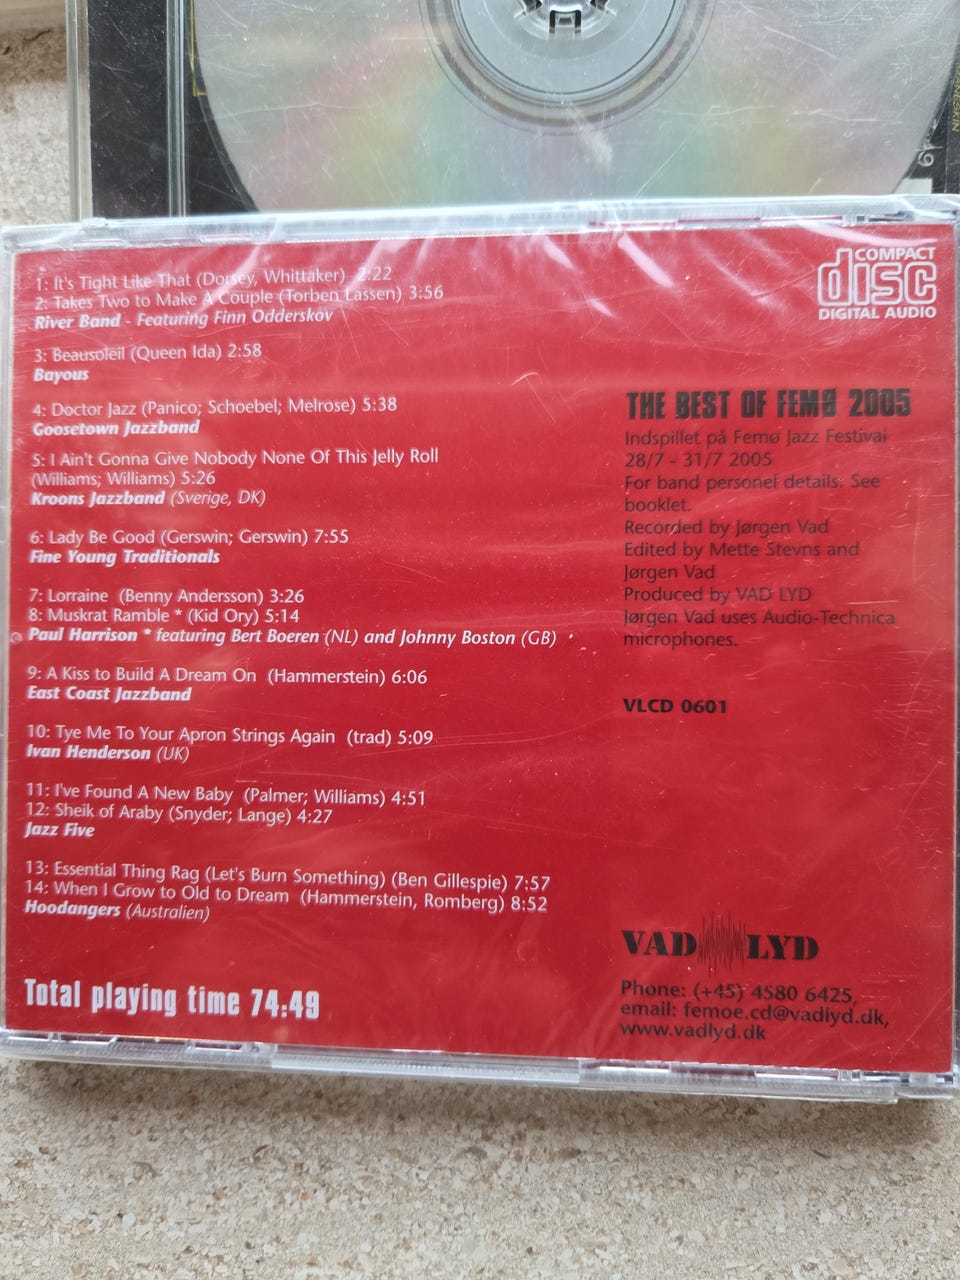 1: It's Tight Like That (Dorsey, Whittaker) 2:22
2: Takes Two to Make A Couple (Torben Lassen) 3:56
River Band - Featuring Finn Odderskov
3: Beausoleil (Queen Ida) 2:58
Bayous
4: Doctor Jazz (Panico; Schoebel; Melrose) 5:38
Goosetown Jazzband
5: I Ain't Gonna Give Nobody None Of This Jelly Roll
(Williams; Williams) 5:26
Kroons Jazzband (Sverige, DK)
6: Lady Be Good (Gerswin; Gerswin) 7:55
Fine Young Traditionals
7: Lorraine (Benny Andersson) 3:26
8: Muskrat Ramble * (Kid Ory) 5:14
Paul Harrison * featuring Bert Boeren (NL) and Johnny Boston (GB)
9: A Kiss to Build A Dream On (Hammerstein) 6:06
East Coast Jazzband
10: Tye Me To Your Apron Strings Again (trad) 5:09
Ivan Henderson (UK)
11: I've Found A New Baby (Palmer; Williams) 4:51
12: Sheik of Araby (Snyder; Lange) 4:27
Jazz Five
13: Essential Thing Rag (Let's Burn Something) (Ben Gillespie) 7:57
14: When I Grow to Old to Dream (Hammerstein, Romberg) 8:52
Hoodangers (Australien)
Total playing time 74:49
COMPACT
disc
DIGITAL AUDIO
THE BEST OF FEMØ 2005
Indspillet på Femø Jazz Festival
28/7 - 31/7 2005
For band personel details: See
booklet.
Recorded by Jørgen Vad
Edited by Mette Stevns and
Jørgen Vad
Produced by VAD LYD
Jørgen Vad uses Audio-Technica
microphones.
VLCD 0601
VAD LYD
Phone: (+45) 4580 6425,
email: femoe.cd@vadlyd.dk,
www.vadlyd.dk